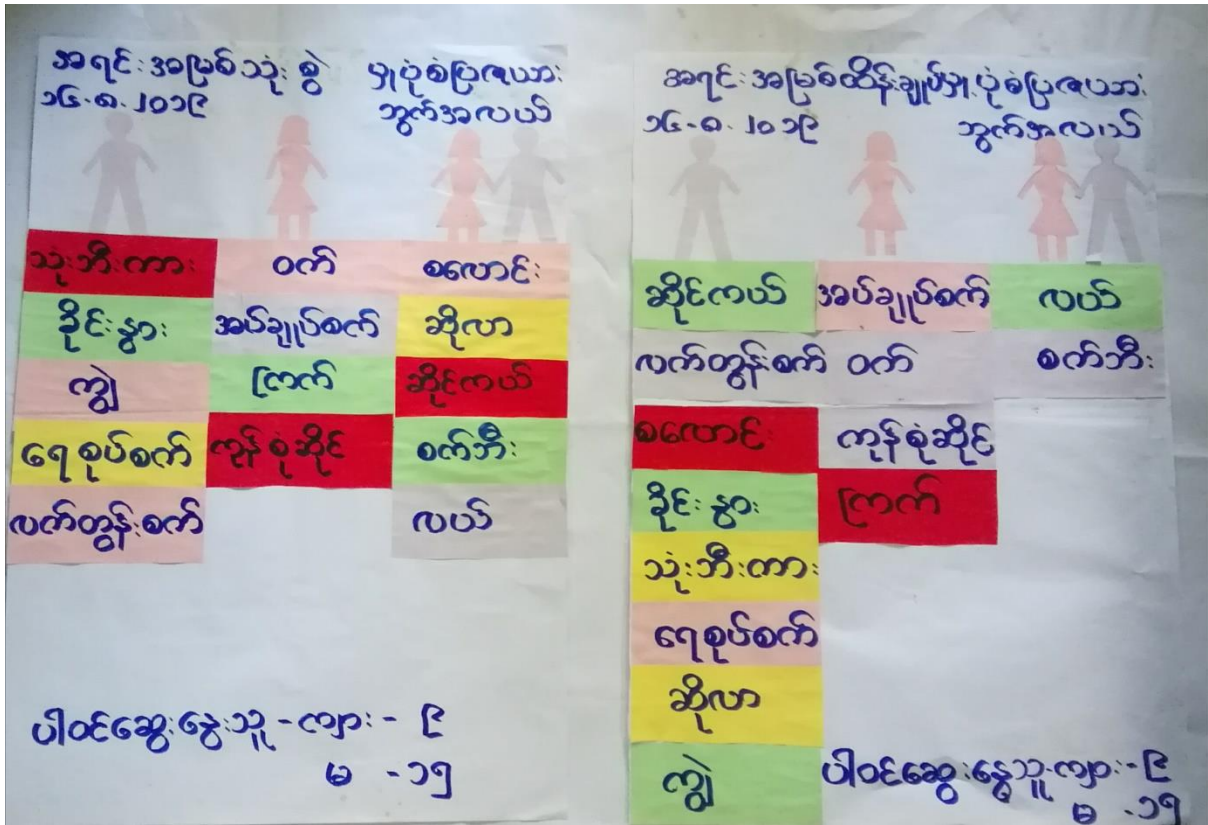 အရင်းအမြစ်သုံးစွဲ မှုပုံစံပြဇယား
၁၄.၈.၂၀၁၉ ဘွက်အလယ်
သုံးဘီးကား ဝက် စလောင်း
ခိုင်းနွား အပ်ချုပ်စက် ဆိုလာ
ကျွဲ ကြက် ဆိုင်ကယ်
ရေစုပ်စက် ကုန်စုံဆိုင် စက်ဘီး
လက်တွန်းစက် လယ်
ပါဝင်ဆွေးနွေးသူ - ကျား - ၉
မ - ၁၅
အရင်းအမြစ်ထိန်းချုပ်မှု ပုံစံပြဇယား
၁၄.၈.၂၀၁၉ ဘွက်အလယ်
ဆိုင်ကယ် အပ်ချုပ်စက် လယ်
လက်တွန်းစက် ဝက် စက်ဘီး
စလောင်း ကုန်စုံဆိုင်
ခိုင်းနွား ကြက်
သုံးဘီးကား
ရေစုပ်စက်
ဆိုလာ
ကျွဲ
ပါဝင်ဆွေးနွေသူ-ကျား-၉
မ - ၁၅